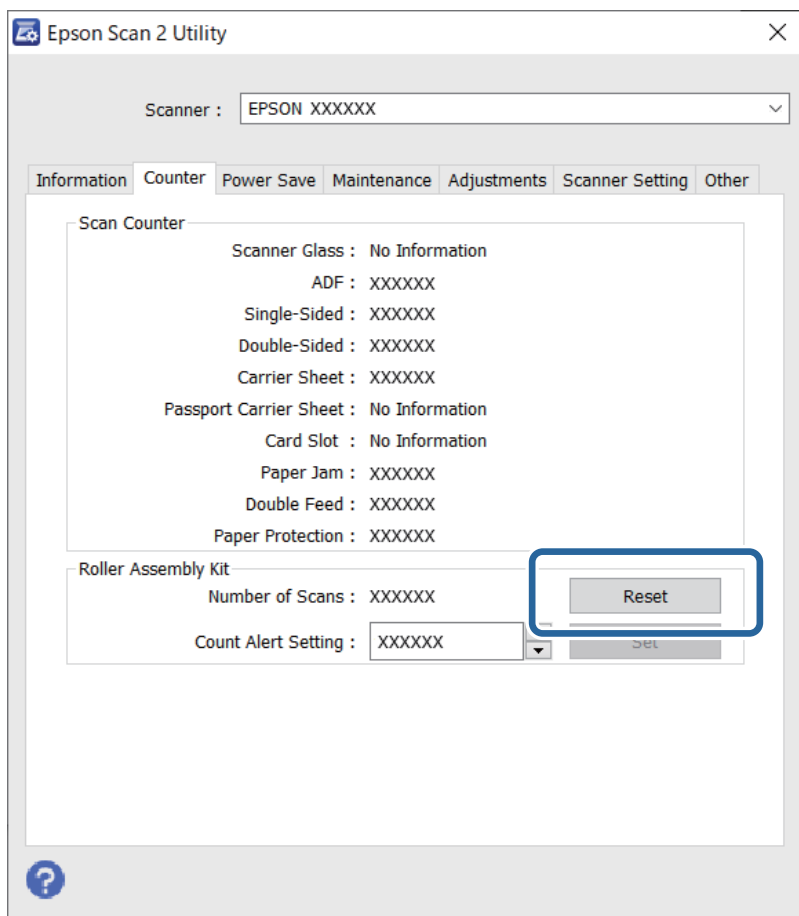 Epson Scan 2 Utility
Scanner : EPSON XXXXXX
Information Counter Power Save Maintenance Adjustments Scanner Setting Other
Scan Counter
Scanner Glass : No Information
ADF : XXXXXX
Single-Sided : XXXXXX
Double-Sided : XXXXXX
Carrier Sheet : XXXXXX
Passport Carrier Sheet : No Information
Card Slot : No Information
Paper Jam : XXXXXX
Double Feed : XXXXXX
Paper Protection : XXXXXX
Roller Assembly Kit
Number of Scans : XXXXXX Reset
Count Alert Setting : XXXXXX Set
?